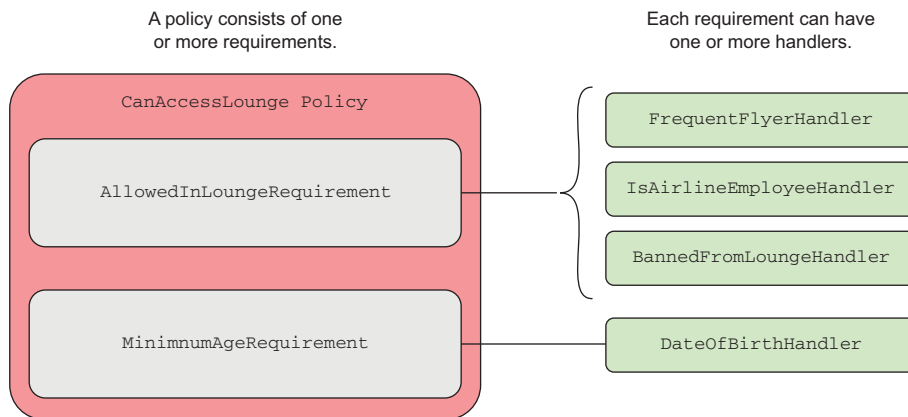 A policy consists of one
or more requirements.
Each requirement can have
one or more handlers.
CanAccessLounge Policy
AllowedInLoungeRequirement
MinimnumAgeRequirement
FrequentFlyerHandler
IsAirlineEmployeeHandler
BannedFromLoungeHandler
DateOfBirthHandler